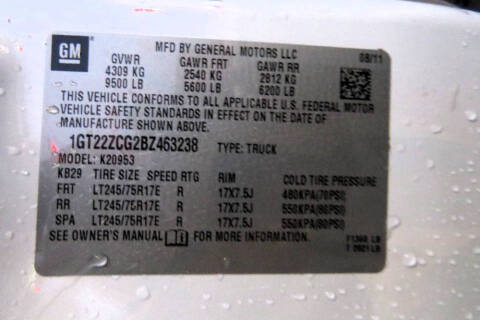 GM
MFD BY GENERAL MOTORS LLC
08/11
GVWR GAWR FRT GAWR RR
4309 KG 2540 KG 2812 KG
9500 LB 5600 LB 6200 LB
THIS VEHICLE CONFORMS TO ALL APPLICABLE U.S. FEDERAL MOTOR
VEHICLE SAFETY STANDARDS IN EFFECT ON THE DATE OF
MANUFACTURE SHOWN ABOVE.
1GT22ZCG2BZ463238 TYPE: TRUCK
MODEL: K20953
KB29 TIRE SIZE SPEED RTG RIM COLD TIRE PRESSURE
FRT LT245/75R17E R 17X7.5J 480KPA(70PSI)
RR LT245/75R17E R 17X7.5J 550KPA(80PSI)
SPA LT245/75R17E R 17X7.5J 550KPA(80PSI)
SEE OWNER'S MANUAL FOR MORE INFORMATION.